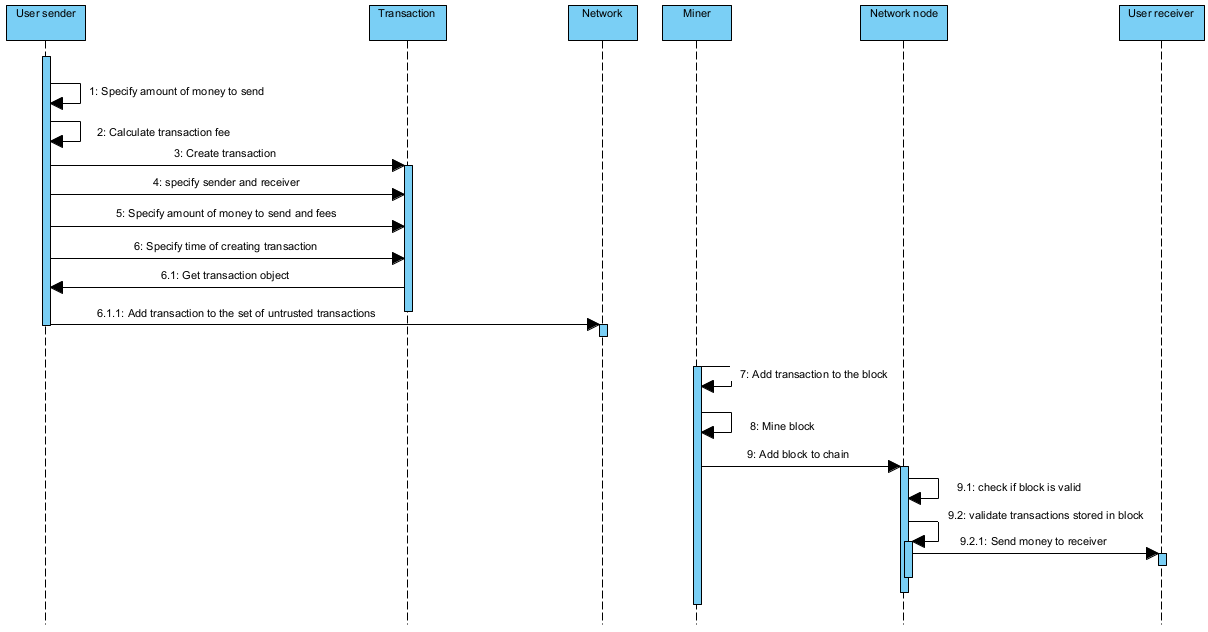 User sender
Transaction
Network
Miner
Network node
User receiver
1: Specify amount of money to send
2: Calculate transaction fee
3: Create transaction
4: specify sender and receiver
5: Specify amount of money to send and fees
6: Specify time of creating transaction
6.1: Get transaction object
6.1.1: Add transaction to the set of untrusted transactions
7: Add transaction to the block
8: Mine block
9: Add block to chain
9.1: check if block is valid
9.2: validate transactions stored in block
9.2.1: Send money to receiver